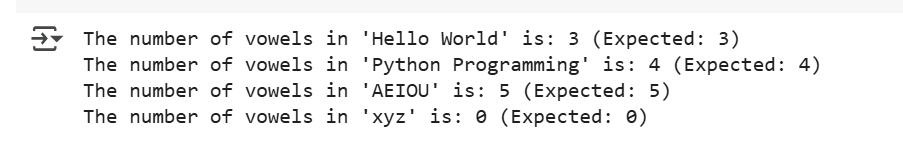 The number of vowels in 'Hello World' is: 3 (Expected: 3)
The number of vowels in 'Python Programming' is: 4 (Expected: 4)
The number of vowels in 'AEIOU' is: 5 (Expected: 5)
The number of vowels in 'xyz' is: 0 (Expected: 0)